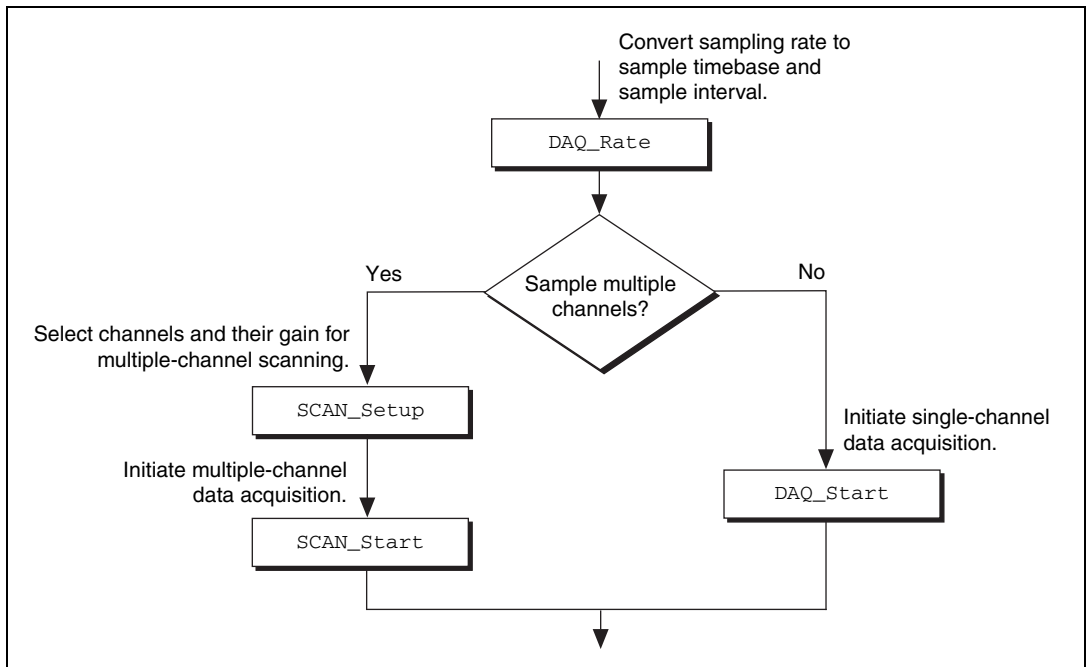 Convert sampling rate to
sample timebase and
sample interval.
DAQ_Rate
Yes
No
Sample multiple
channels?
Select channels and their gain for
multiple-channel scanning.
SCAN_Setup
Initiate single-channel
data acquisition.
Initiate multiple-channel
data acquisition.
DAQ_Start
SCAN_Start